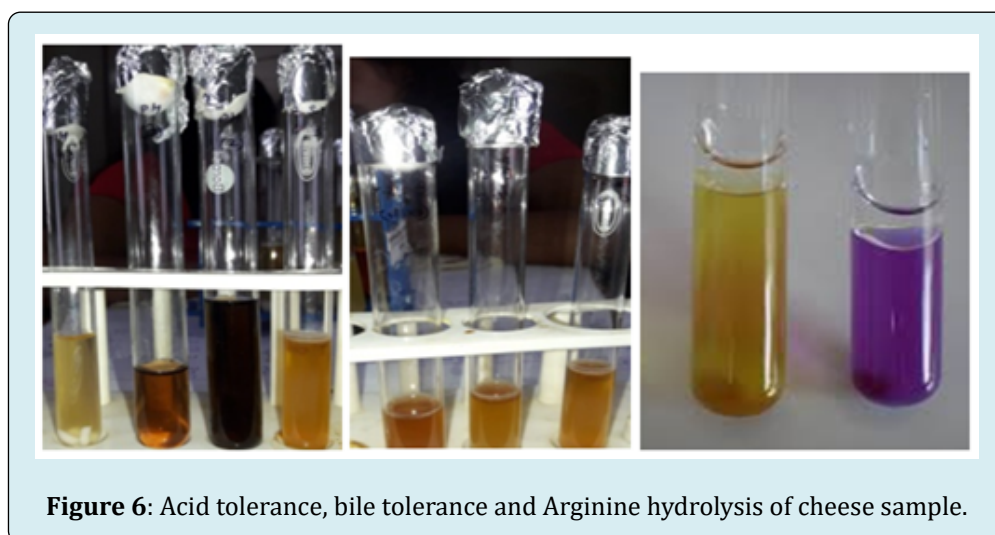 Figure 6: Acid tolerance, bile tolerance and Arginine hydrolysis of cheese sample.